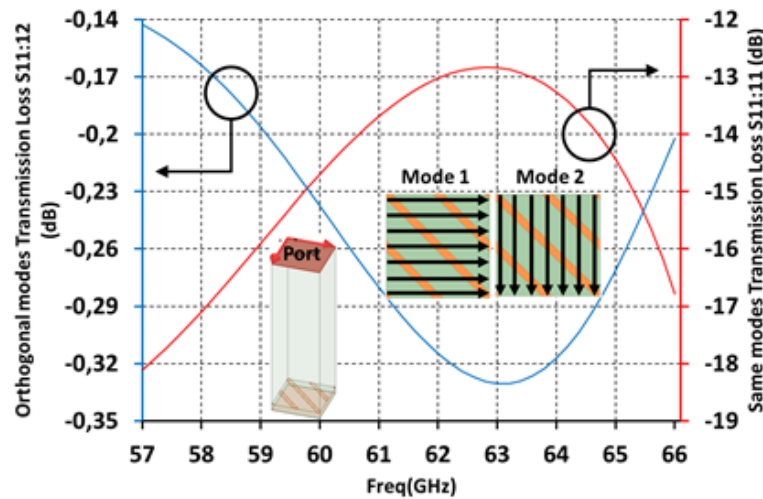 Orthogonal modes Transmission Loss S11:12
(dB)
-0,14
-0,17
-0,2
-0,23
-0,26
-0,29
-0,32
-0,35
Port
Mode 1
Mode 2
-12
-13
-14
-15
-16
-17
-18
-19
Same modes Transmission Loss S11:11 (dB)
57 58 59 60 61 62 63 64 65 66
Freq(GHz)